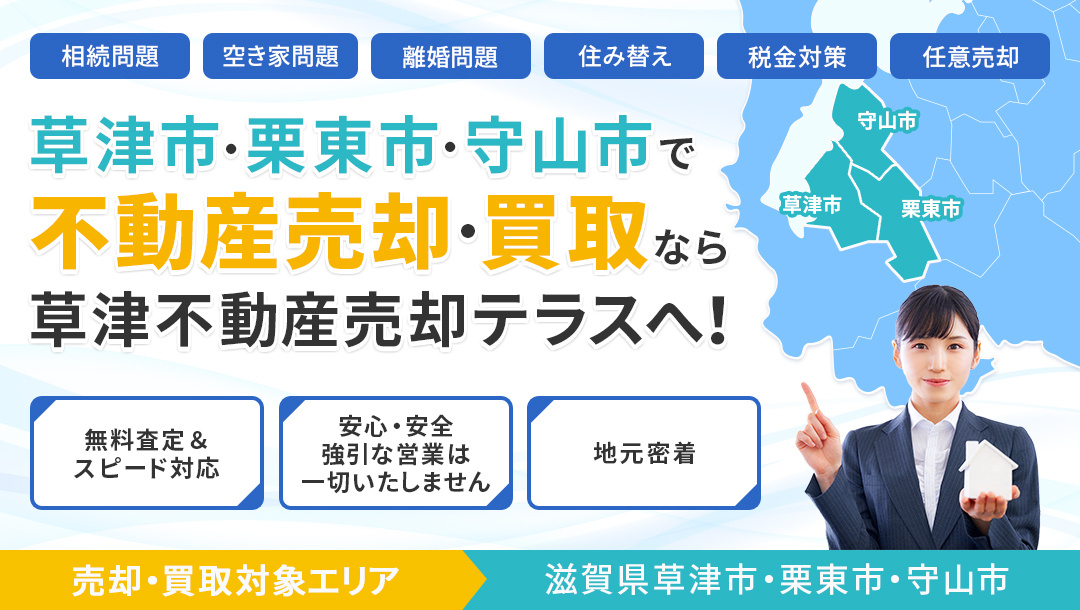 相続問題
空き家問題
離婚問題
住み替え
税金対策
任意売却
草津市・栗東市・守山市で
不動産売却・買取なら
草津不動産売却テラスへ！
守山市
草津市
栗東市
無料査定＆
スピード対応
安心・安全
強引な営業は
一切いたしません
地元密着
売却・買取対象エリア
滋賀県草津市・栗東市・守山市